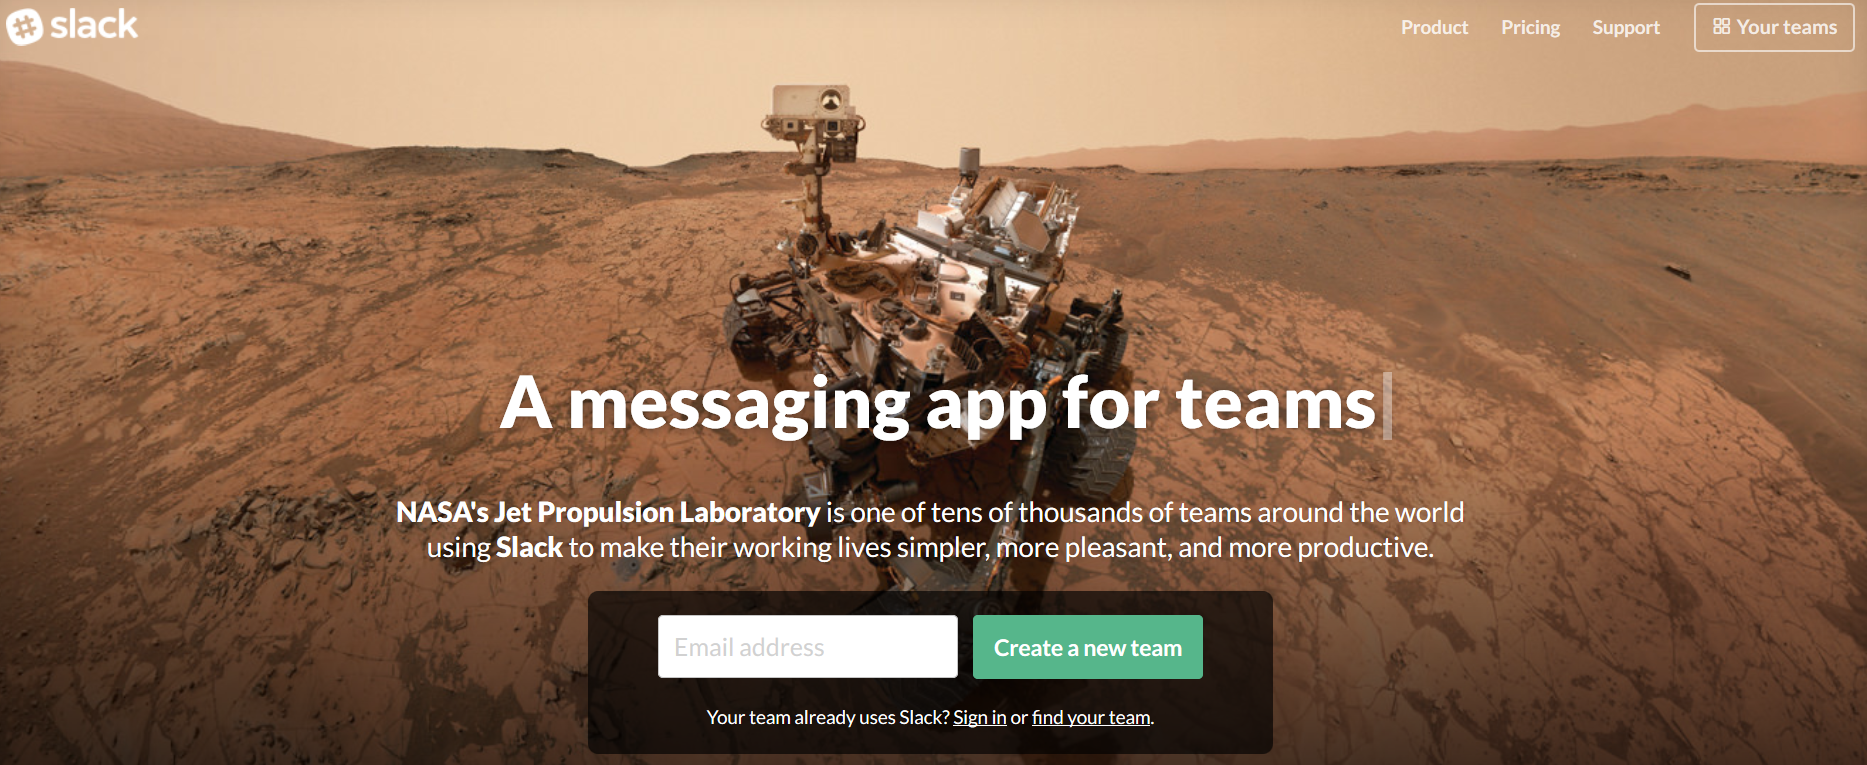 slack
Product Pricing Support Your teams
A messaging app for teams
NASA's Jet Propulsion Laboratory is one of tens of thousands of teams around the world
using Slack to make their working lives simpler, more pleasant, and more productive.
Email address Create a new team
Your team already uses Slack? Sign in or find your team.